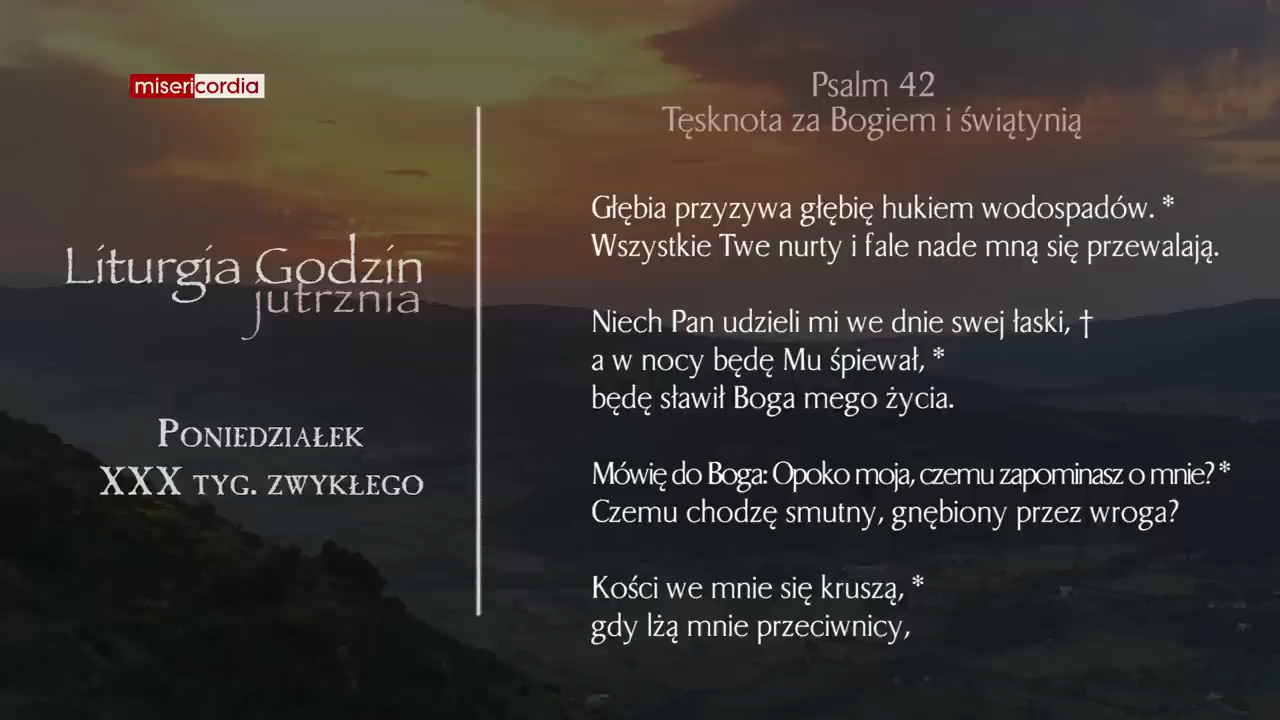 misericordia
Liturgia Godzin
jutrznia
Poniedziałek
XXX tyg. zwykłego
Psalm 42
Tęsknota za Bogiem i świątynią
Głębia przyzywa głębię hukiem wodospadów. *
Wszystkie Twe nurty i fale nade mną się przewalają.
Niech Pan udzieli mi we dnie swej łaski, †
a w nocy będę Mu śpiewał, *
będę sławił Boga mego życia.
Mówię do Boga: Opoko moja, czemu zapominasz o mnie? *
Czemu chodzę smutny, gnębiony przez wroga?
Kości we mnie się kruszą, *
gdy lżą mnie przeciwnicy,